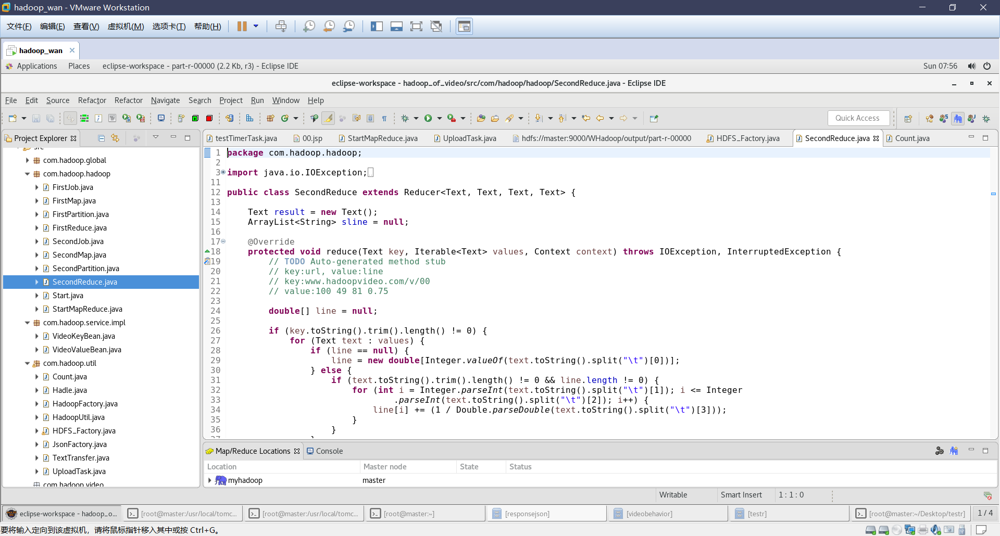 hadoop_wan - VMware Workstation
文件(F) 编辑(E) 查看(V) 虚拟机(M) 选项卡(T) 帮助(H)
hadoop_wan
Applications Places eclipse-workspace - part-r-00000 (2.2 Kb, r3) - Eclipse IDE Sun 07:56
eclipse-workspace - hadoop_of_video/src/com/hadoop/hadoop/SecondReduce.java - Eclipse IDE
File Edit Source Refactor Refactor Navigate Search Project Run Window Help
Quick Access
Project Explorer
src
com.hadoop.global
com.hadoop.hadoop
FirstJob.java
FirstMap.java
FirstPartition.java
FirstReduce.java
SecondJob.java
SecondMap.java
SecondPartition.java
SecondReduce.java
Start.java
StartMapReduce.java
com.hadoop.service.impl
VideoKeyBean.java
VideoValueBean.java
com.hadoop.util
Count.java
Hadle.java
HadoopFactory.java
HadoopUtil.java
HDFS_Factory.java
JsonFactory.java
TextTransfer.java
UploadTask.java
com.hadoop.video
testTimerTask.java 00.jsp StartMapReduce.java UploadTask.java hdfs://master:9000/WHadoop/output/part-r-00000 HDFS_Factory.java SecondReduce.java Count.java
1 package com.hadoop.hadoop;
2
3 import java.io.IOException;
11
12 public class SecondReduce extends Reducer<Text, Text, Text, Text> {
13
14 Text result = new Text();
15 ArrayList<String> sline = null;
16
17 @Override
18 protected void reduce(Text key, Iterable<Text> values, Context context) throws IOException, InterruptedException {
19 // TODO Auto-generated method stub
20 // key:url, value:line
21 // key:www.hadoopvideo.com/v/00
22 // value:100 49 81 0.75
23
24 double[] line = null;
25
26 if (key.toString().trim().length() != 0) {
27 for (Text text : values) {
28 if (line == null) {
29 line = new double[Integer.valueOf(text.toString().split("\t")[0])];
30 } else {
31 if (text.toString().trim().length() != 0 && line.length != 0) {
32 for (int i = Integer.parseInt(text.toString().split("\t")[1]); i <= Integer
33 .parseInt(text.toString().split("\t")[2]); i++) {
34 line[i] += (1 / Double.parseDouble(text.toString().split("\t")[3]));
35 }
36 }
37 }
Map/Reduce Locations Console
Location Master node State Status
myhadoop master
Writable Smart Insert 1 : 1 : 0
eclipse-workspace - hadoop_o... [root@master:/usr/local/tomc... [root@master:/usr/local/tomc... [root@master:~] [responsejson] [videobehavior] [testr] [root@master:~/Desktop/testr] 1 / 4
要将输入定向到该虚拟机，请将鼠标指针移入其中或按 Ctrl+G。